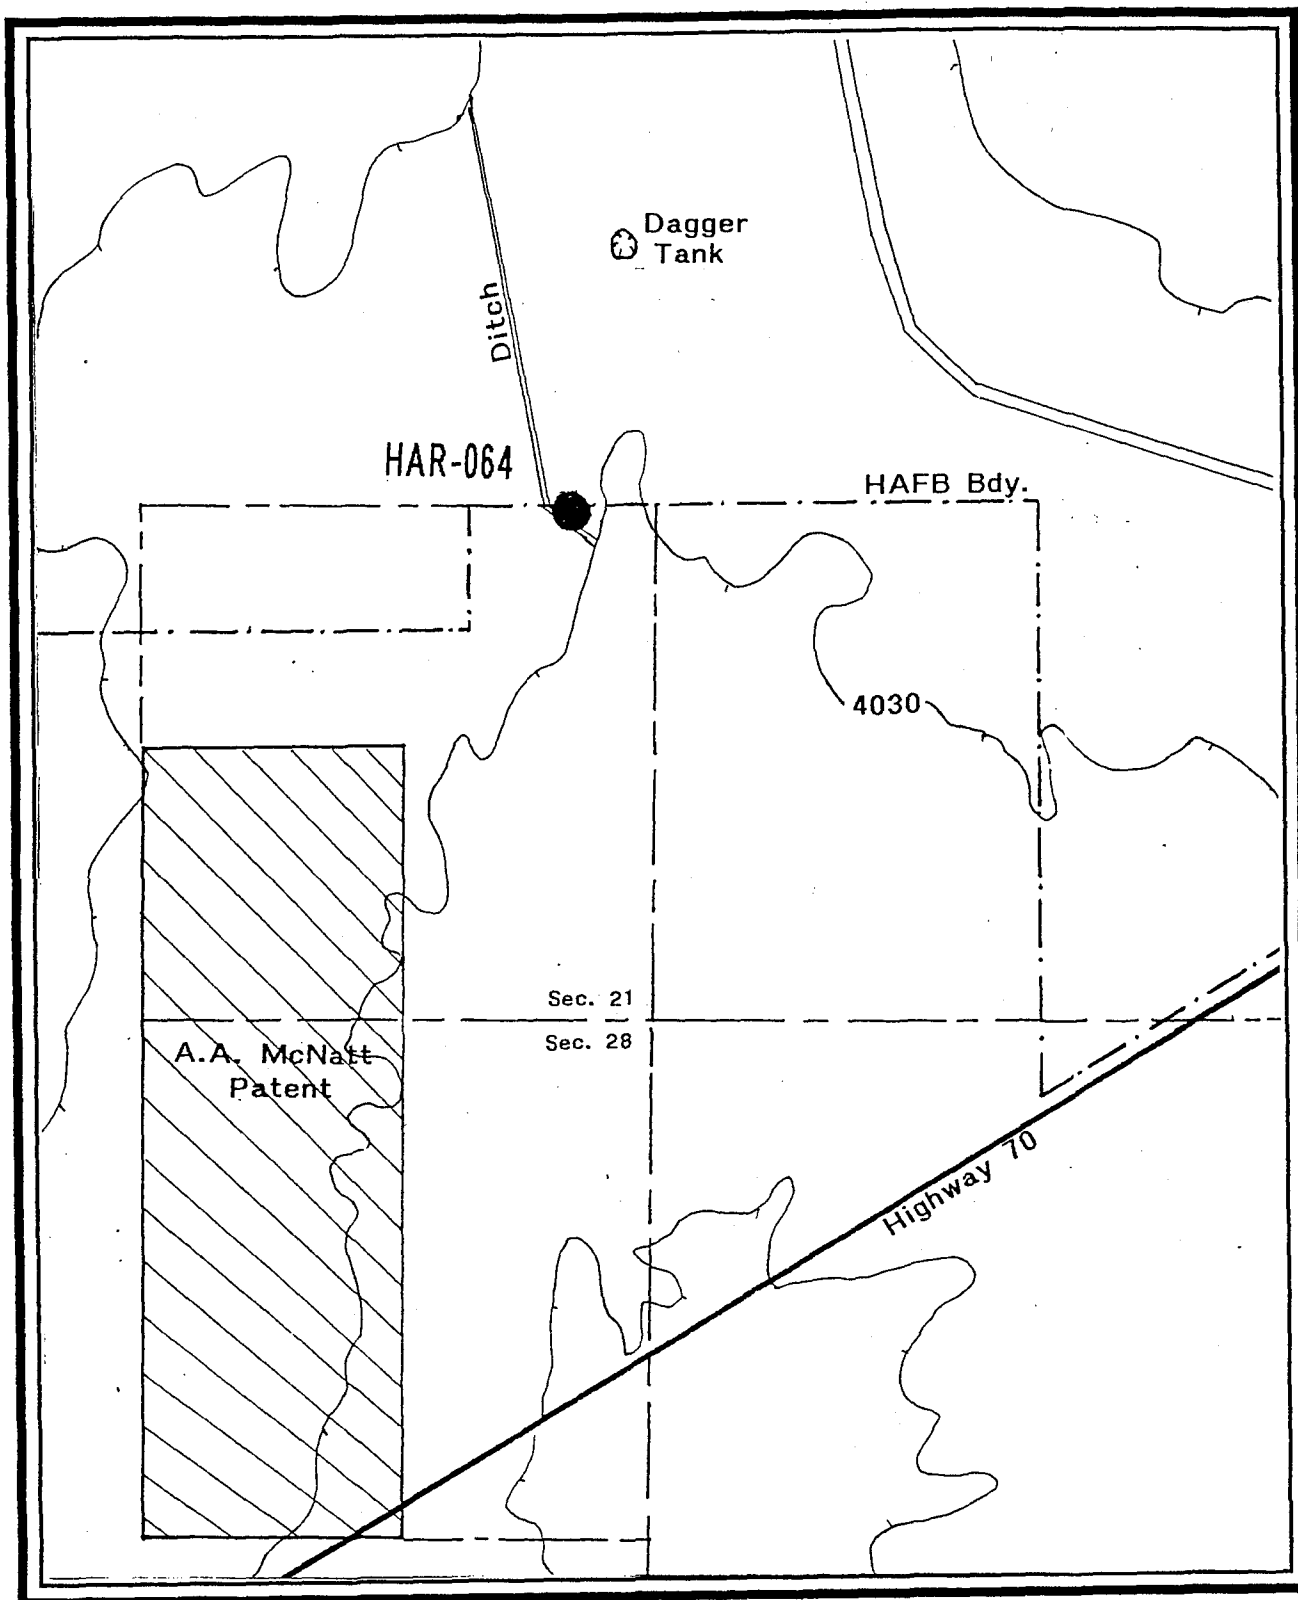 Dagger
Tank
Ditch
HAR-064
HAFB Bdy.
4030
Sec. 21
Sec. 28
A.A. McNatt
Patent
Highway 70